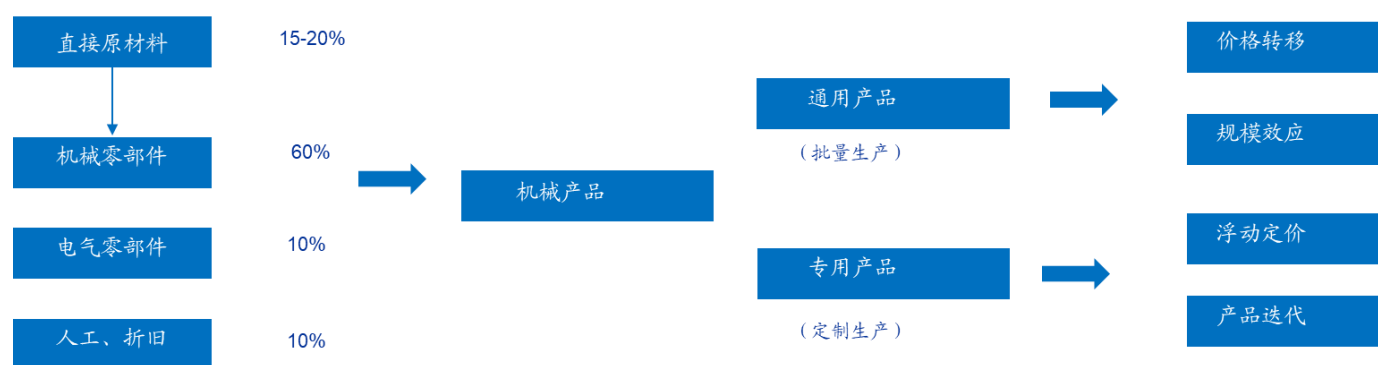 直接原材料
15-20%
机械零部件
60%
电气零部件
10%
人工、折旧
10%
机械产品
通用产品
(批量生产)
专用产品
(定制生产)
价格转移
规模效应
浮动定价
产品迭代